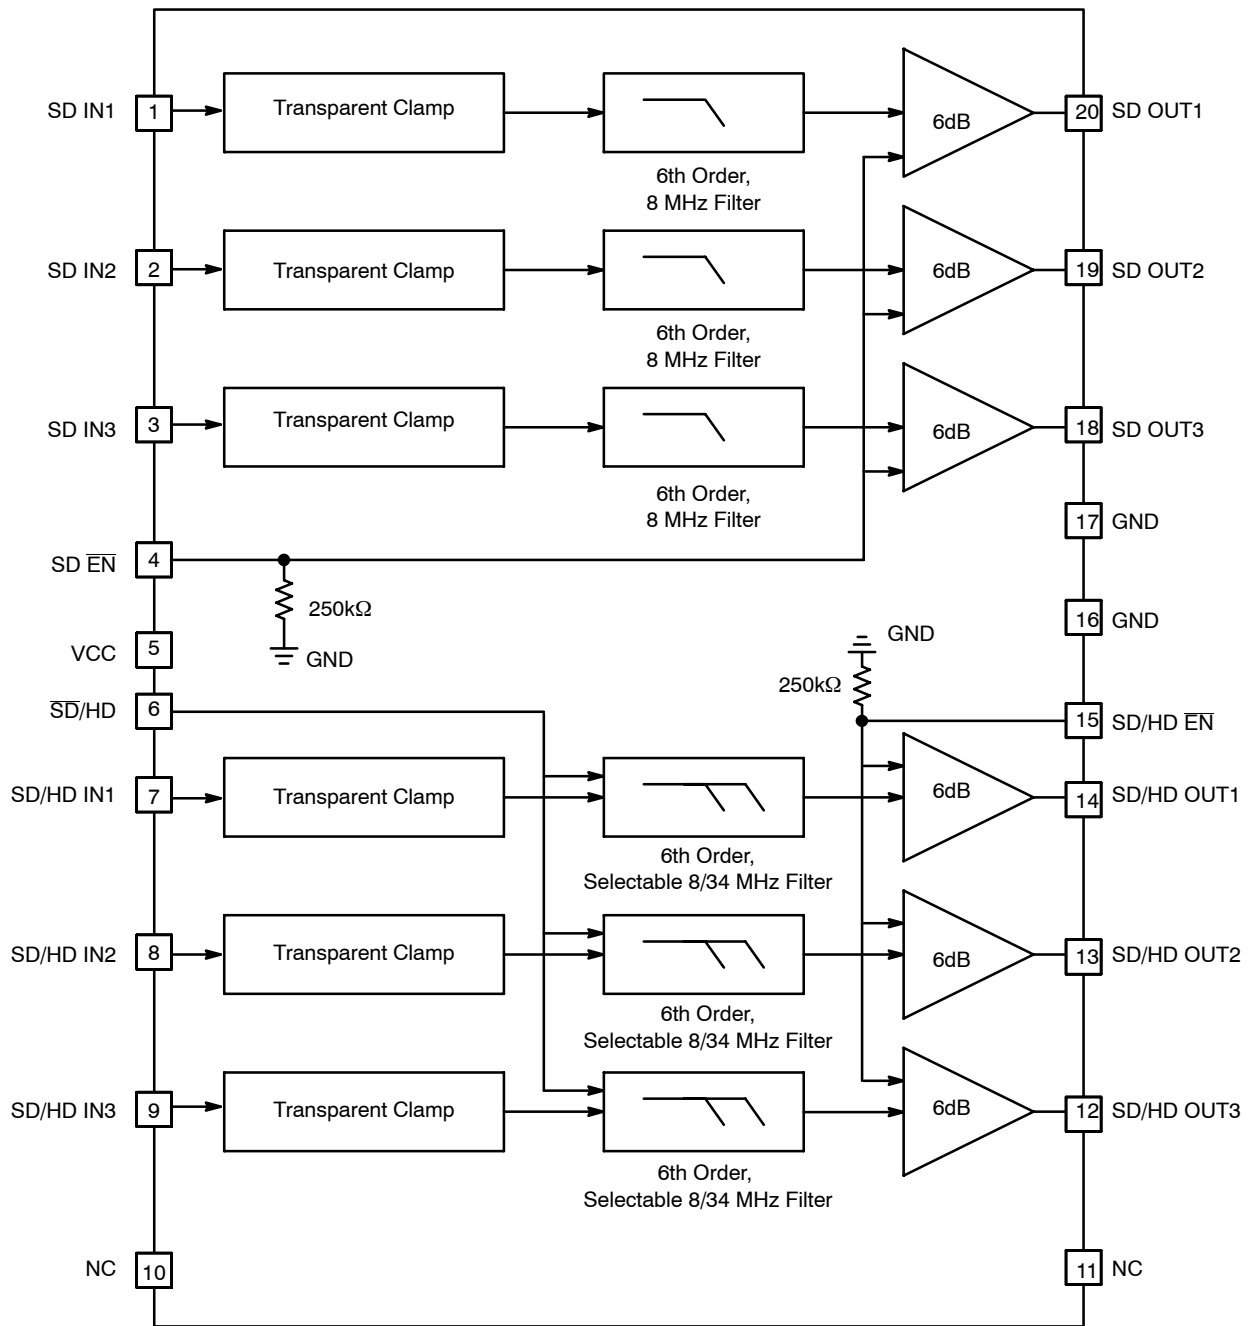 SD IN1
1
Transparent Clamp
6dB
20
SD OUT1
6th Order,
8 MHz Filter
SD IN2
2
Transparent Clamp
6dB
19
SD OUT2
6th Order,
8 MHz Filter
SD IN3
3
Transparent Clamp
6dB
18
SD OUT3
6th Order,
8 MHz Filter
17
GND
SD E̅N̅
4
250kΩ
GND
16
GND
VCC
5
GND
250kΩ
S̅D̅/HD
6
15
SD/HD E̅N̅
SD/HD IN1
7
Transparent Clamp
6dB
14
SD/HD OUT1
6th Order,
Selectable 8/34 MHz Filter
SD/HD IN2
8
Transparent Clamp
6dB
13
SD/HD OUT2
6th Order,
Selectable 8/34 MHz Filter
SD/HD IN3
9
Transparent Clamp
6dB
12
SD/HD OUT3
6th Order,
Selectable 8/34 MHz Filter
NC
10
11
NC